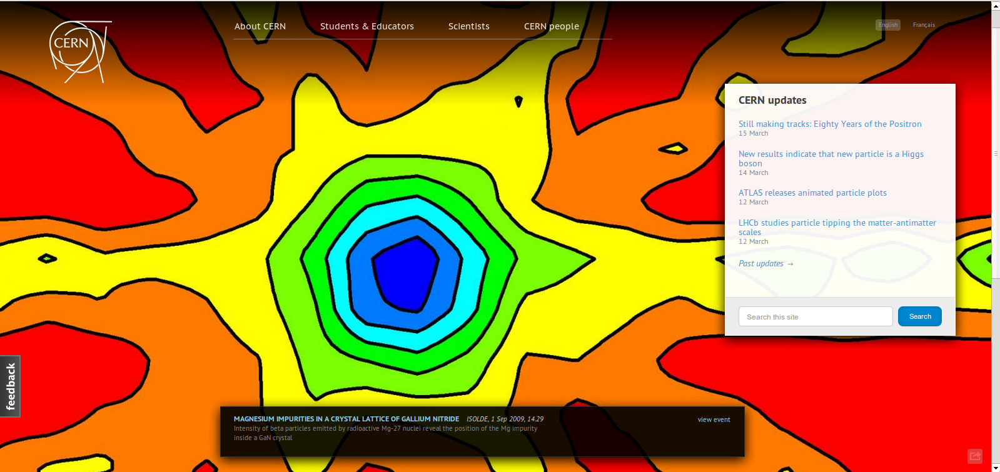 CERN
About CERN
Students & Educators
Scientists
CERN people
English
Français
CERN updates
Still making tracks: Eighty Years of the Positron
15 March
New results indicate that new particle is a Higgs
boson
14 March
ATLAS releases animated particle plots
12 March
LHCb studies particle tipping the matter-antimatter
scales
12 March
Past updates →
Search this site
Search
feedback
MAGNESIUM IMPURITIES IN A CRYSTAL LATTICE OF GALLIUM NITRIDE ISOLDE, 1 Sep 2009, 14.29
view event
Intensity of beta particles emitted by radioactive Mg-27 nuclei reveal the position of the Mg impurity
inside a GaN crystal